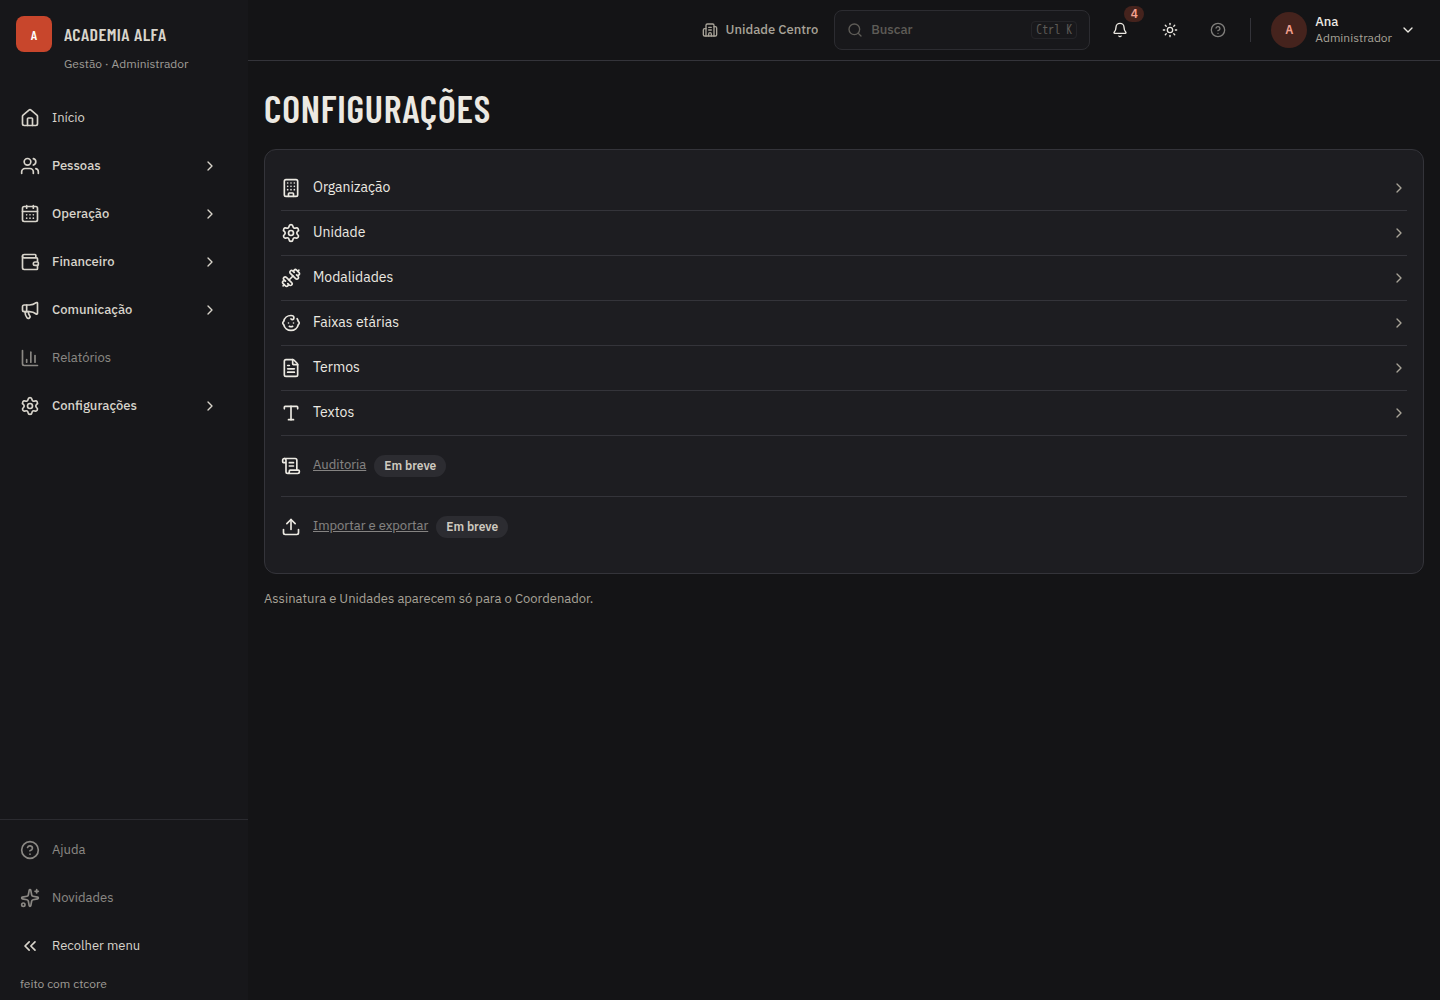 A
ACADEMIA ALFA
Gestão · Administrador
Início
Pessoas
Operação
Financeiro
Comunicação
Relatórios
Configurações
Ajuda
Novidades
Recolher menu
feito com ctcore
Unidade Centro
Buscar
Ctrl K
4
A
Ana
Administrador
CONFIGURAÇÕES
Organização
Unidade
Modalidades
Faixas etárias
Termos
Textos
Auditoria Em breve
Importar e exportar Em breve
Assinatura e Unidades aparecem só para o Coordenador.